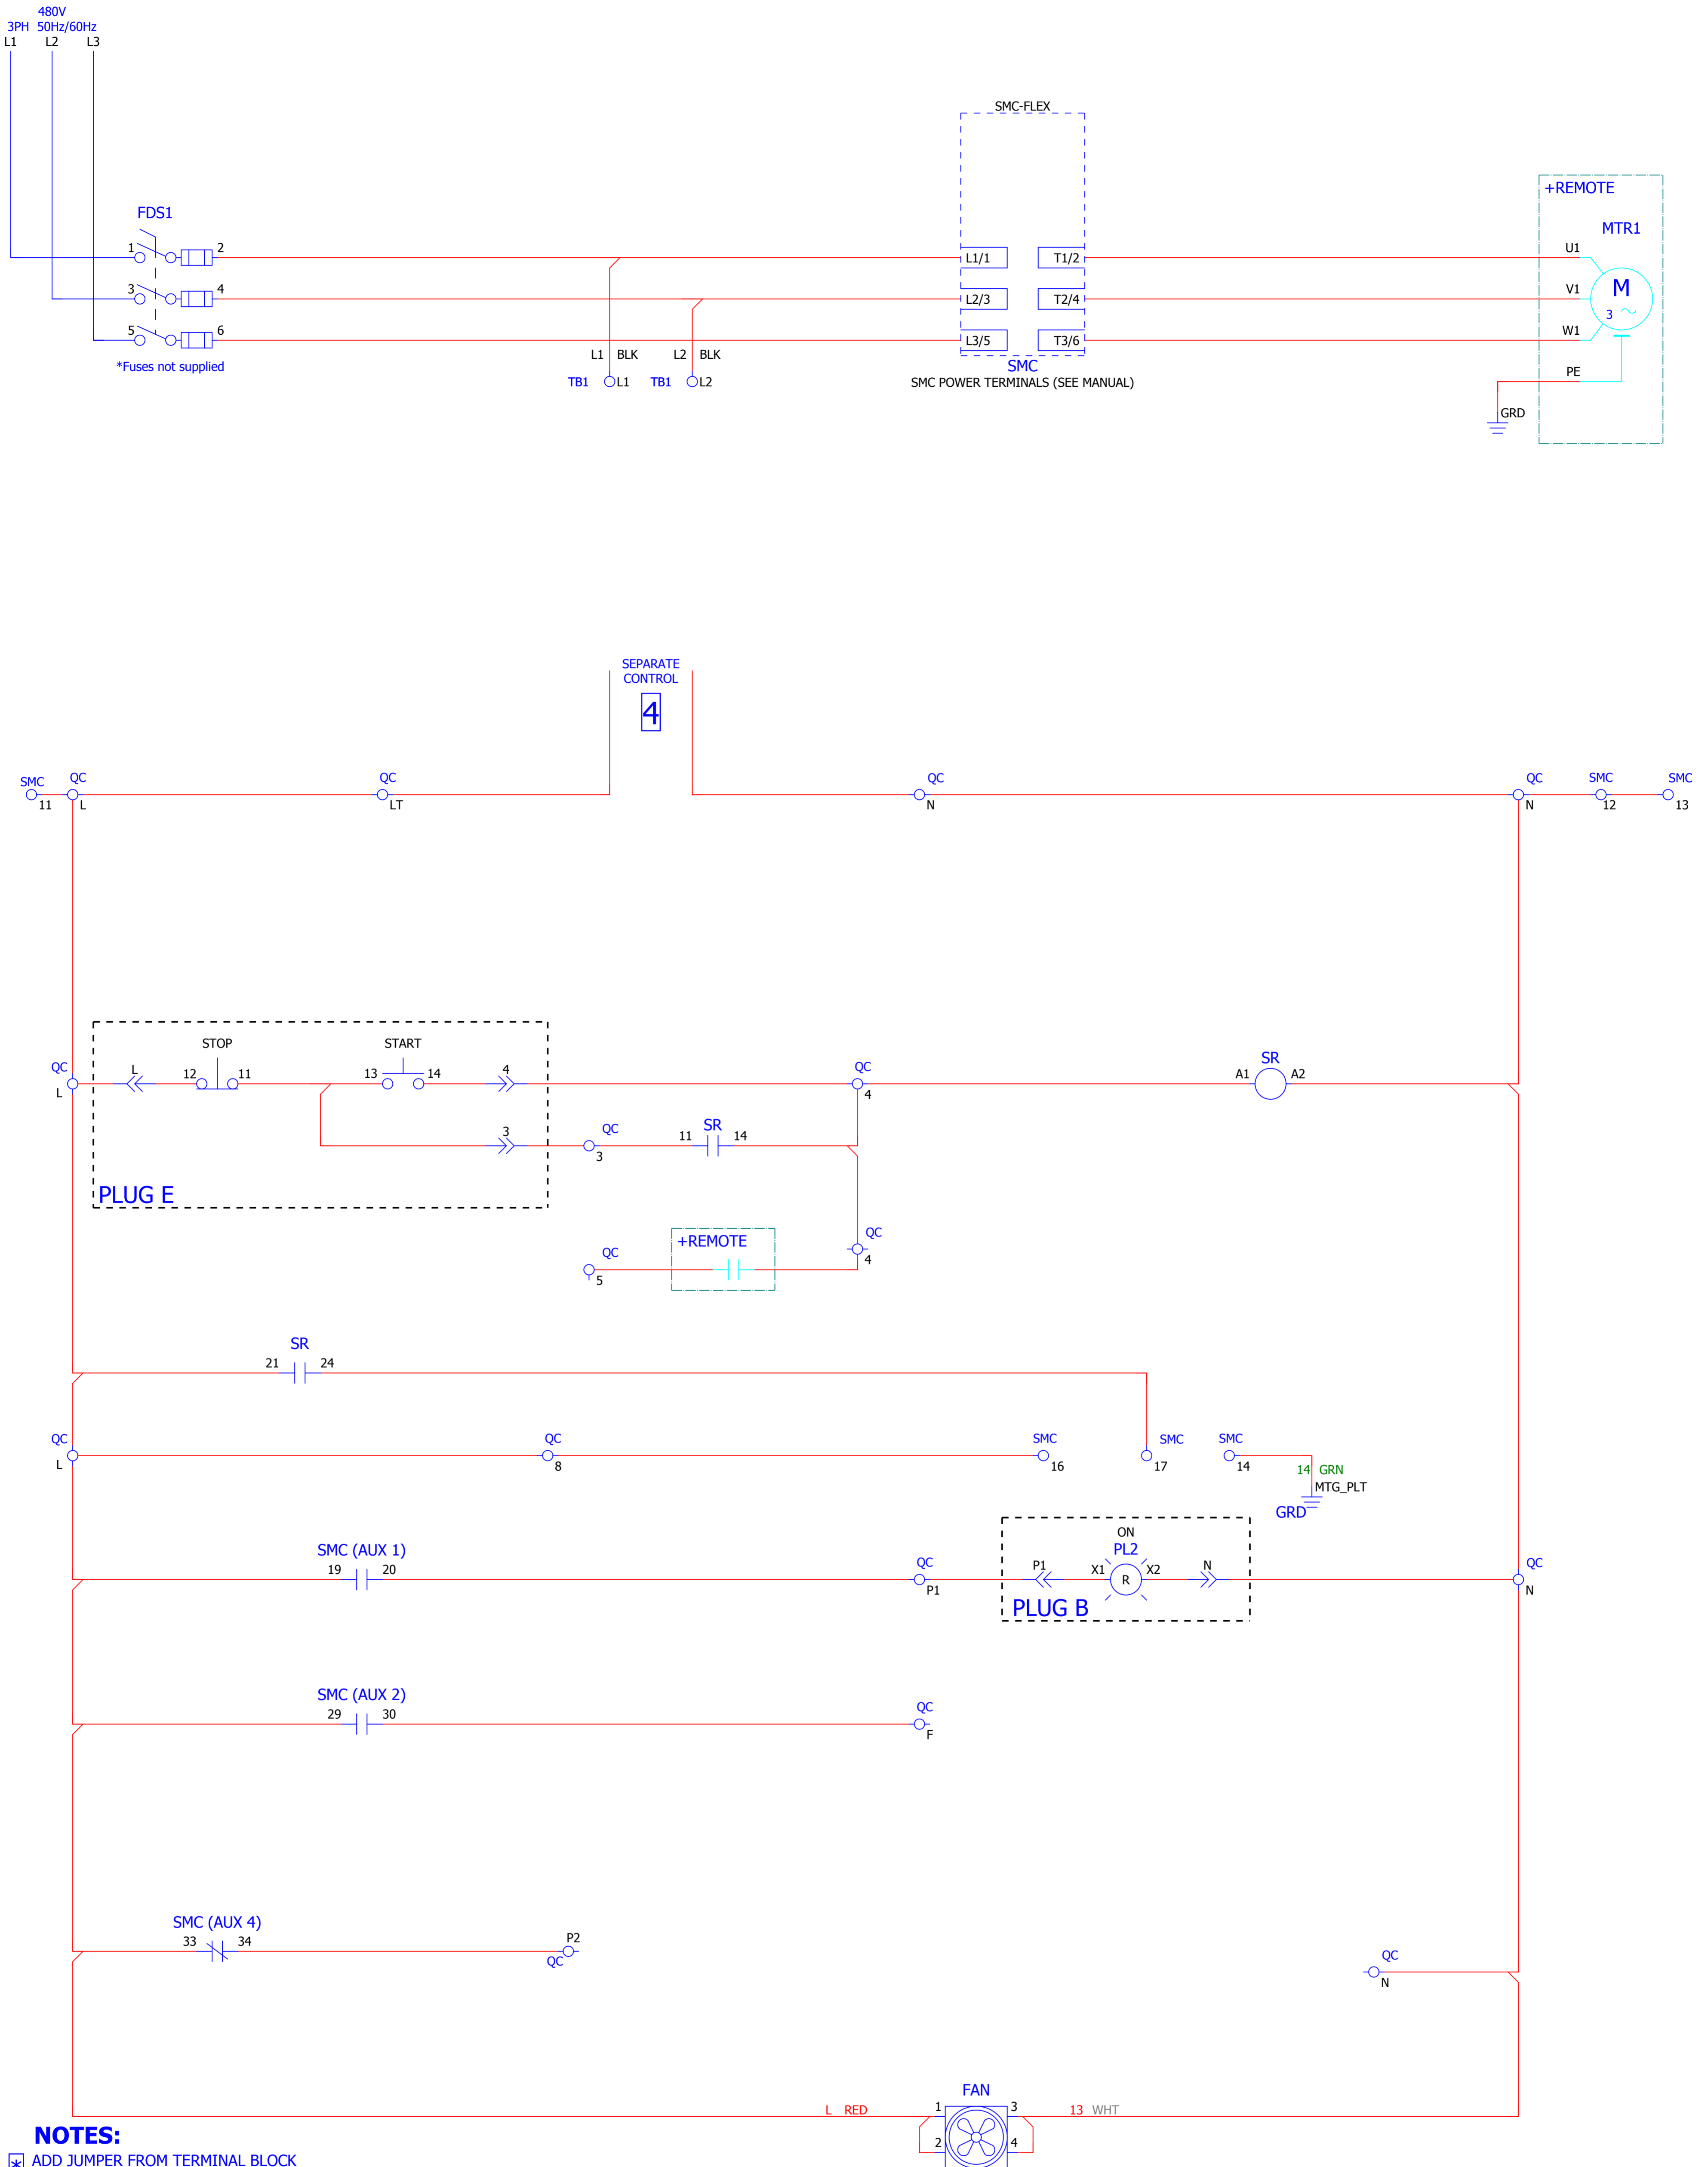 480V
3PH 50Hz/60Hz
L1 L2 L3
SMC-FLEX
+REMOTE
FDS1
MTR1
1 2 L1/1 T1/2 U1
3 4 L2/3 T2/4 V1 M
3
5 6 L3/5 T3/6 W1
L1 BLK L2 BLK
*Fuses not supplied
SMC
PE
TB1 L1 TB1 L2
SMC POWER TERMINALS (SEE MANUAL)
GRD
SEPARATE
CONTROL
4
SMC QC QC QC QC SMC SMC
11 L LT N N 12 13
STOP START
QC L 12 11 13 14 4 QC A1 SR A2
L 4
3 QC 11 SR 14
3
PLUG E
+REMOTE
QC QC
5 4
SR
21 24
QC QC SMC SMC SMC
L 8 16 17 14
14 GRN
MTG_PLT
GRD
ON
SMC (AUX 1) PL2
19 20 QC P1 X1 R X2 N QC
P1 N
PLUG B
SMC (AUX 2)
29 30 QC
F
SMC (AUX 4)
33 34 P2
QC
QC
N
FAN
L RED 1 3 13 WHT
2 4
NOTES:
* ADD JUMPER FROM TERMINAL BLOCK